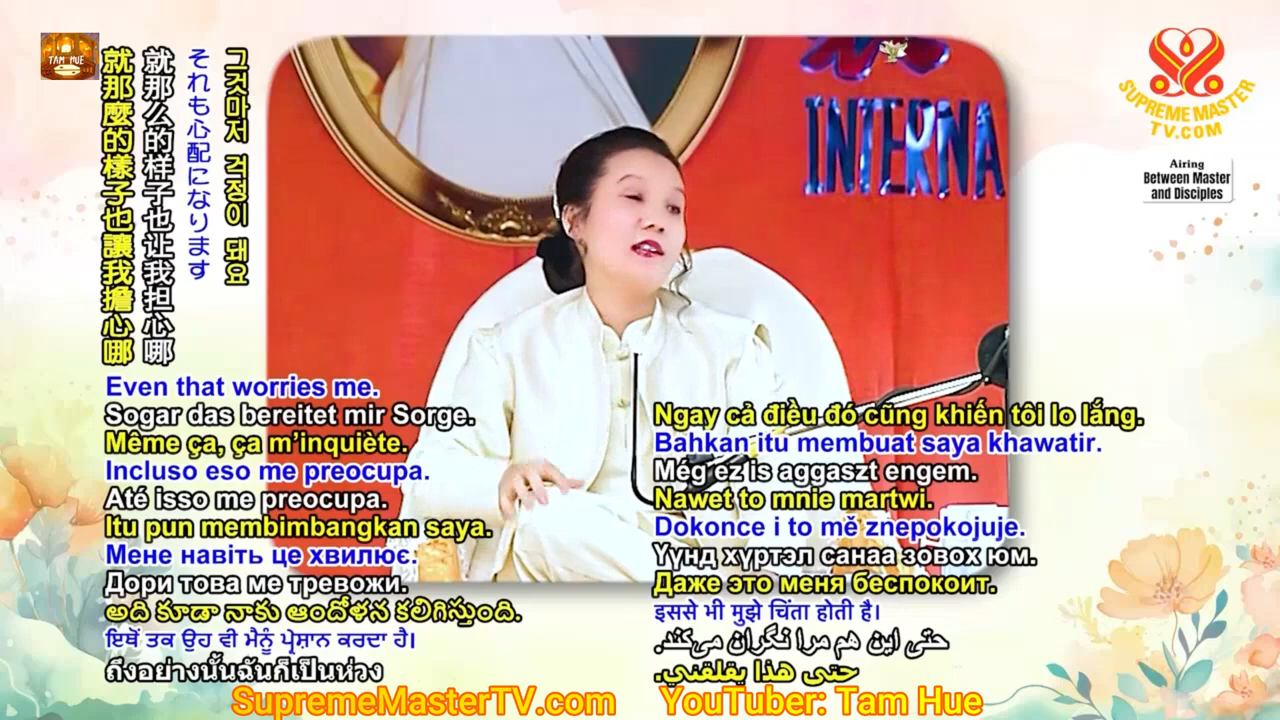 TAM HUE
就那麼的樣子也讓我擔心哪
就那么的样子也让我担心哪
それも心配になります
그것마저 걱정이 돼요
INTERNA
SUPREME MASTER
TV.COM
Airing
Between Master
and Disciples
Even that worries me.
Sogar das bereitet mir Sorge.
Même ça, ça m’inquiète.
Incluso eso me preocupa.
Até isso me preocupa.
Itu pun membimbangkan saya.
Мене навіть це хвилює.
Дори това ме тревожи.
అది కూడా నాకు ఆందోళన కలిగిస్తుంది.
ਇਥੋਂ ਤਕ ਉਹ ਵੀ ਮੈਨੂੰ ਪ੍ਰੇਸ਼ਾਨ ਕਰਦਾ ਹੈ।
ถึงอย่างนั้นฉันก็เป็นห่วง
Ngay cả điều đó cũng khiến tôi lo lắng.
Bahkan itu membuat saya khawatir.
Még ez is aggaszt engem.
Nawet to mnie martwi.
Dokonce i to mě znepokojuje.
Үүнд хүртэл санаа зовох юм.
Даже это меня беспокоит.
इससे भी मुझे चिंता होती है।
حتی این هم مرا نگران می‌کند.
حتى هذا يقلقني.
SupremeMasterTV.com
YouTuber: Tam Hue